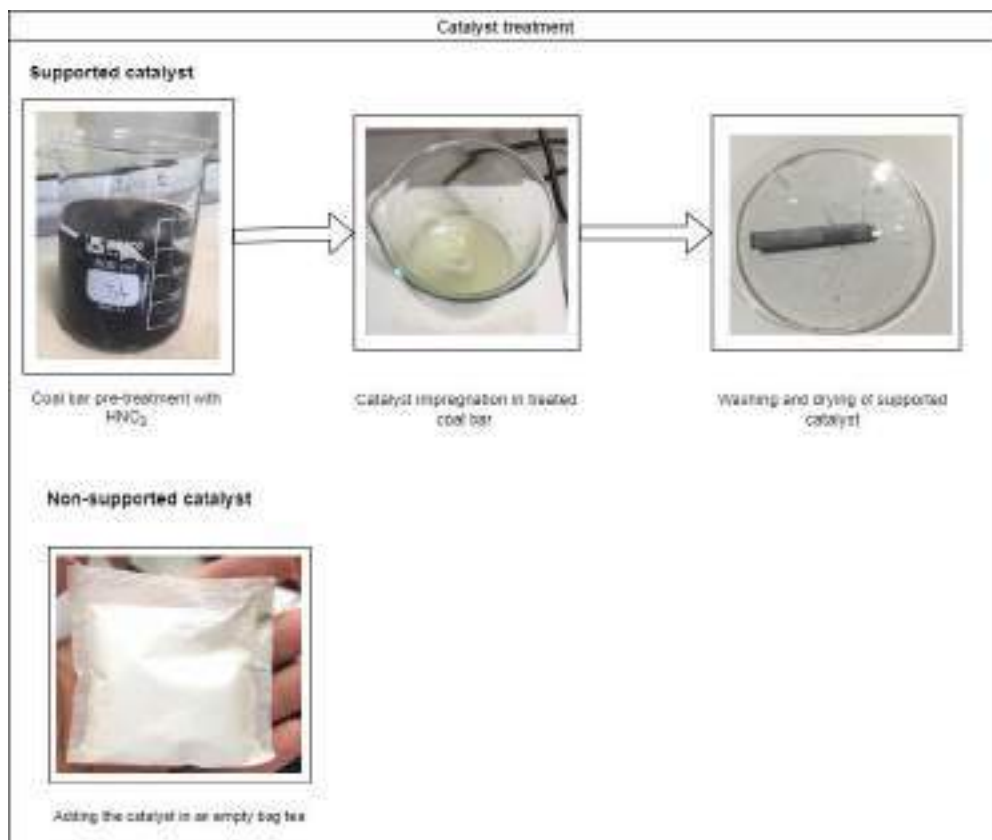 Catalyst treatment
Supported catalyst
Coal bar pre-treatment with
HNO₃
Catalyst impregnation in treated
coal bar
Washing and drying of supported
catalyst
Non-supported catalyst
Adding the catalyst in an empty bag tea